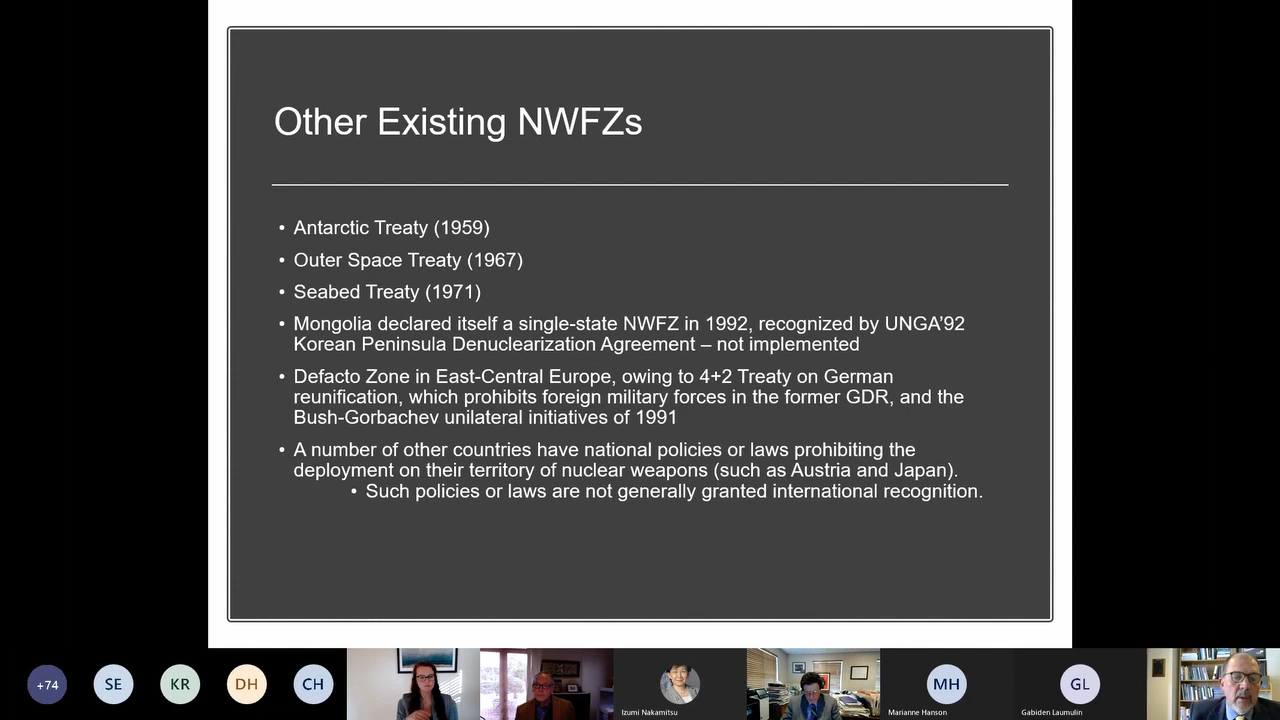 Other Existing NWFZs
• Antarctic Treaty (1959)
• Outer Space Treaty (1967)
• Seabed Treaty (1971)
• Mongolia declared itself a single-state NWFZ in 1992, recognized by UNGA’92
Korean Peninsula Denuclearization Agreement – not implemented
• Defacto Zone in East-Central Europe, owing to 4+2 Treaty on German
reunification, which prohibits foreign military forces in the former GDR, and the
Bush-Gorbachev unilateral initiatives of 1991
• A number of other countries have national policies or laws prohibiting the
deployment on their territory of nuclear weapons (such as Austria and Japan).
• Such policies or laws are not generally granted international recognition.
+74
SE
KR
DH
CH
Izumi Nakamitsu
MH
Marianne Hanson
GL
Gabiden Laumulin